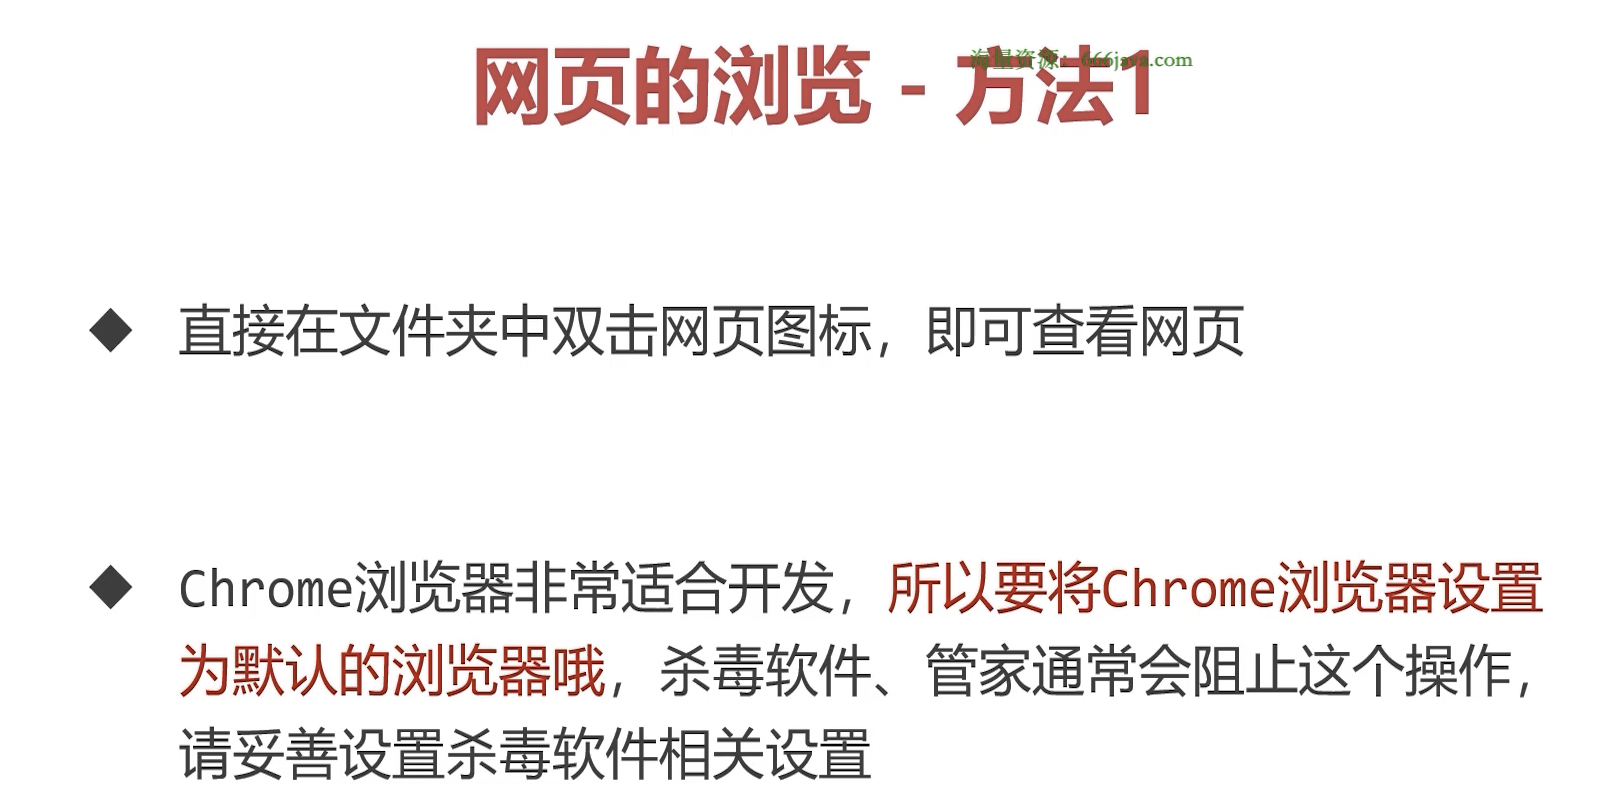 网页的浏览 - 方法1
海量资源：666java.com
◆ 直接在文件夹中双击网页图标，即可查看网页
◆ Chrome浏览器非常适合开发，所以要将Chrome浏览器设置
为默认的浏览器哦，杀毒软件、管家通常会阻止这个操作，
请妥善设置杀毒软件相关设置